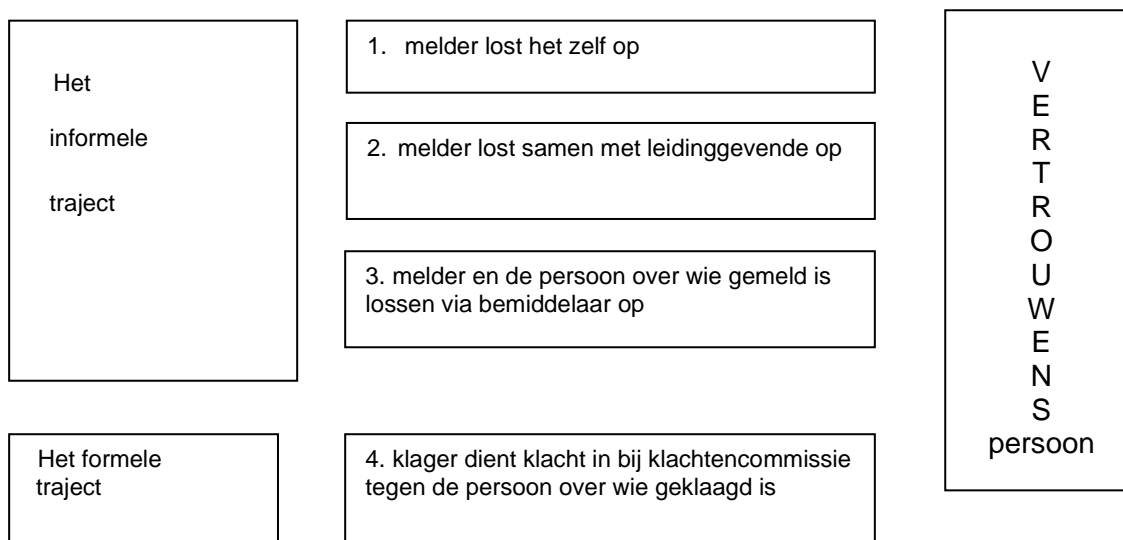 Het
informele
traject
1. melder lost het zelf op
2. melder lost samen met leidinggevende op
3. melder en de persoon over wie gemeld is
lossen via bemiddelaar op
Het formele
traject
4. klager dient klacht in bij klachtencommissie
tegen de persoon over wie geklaagd is
V
E
R
T
R
O
U
W
E
N
S
persoon